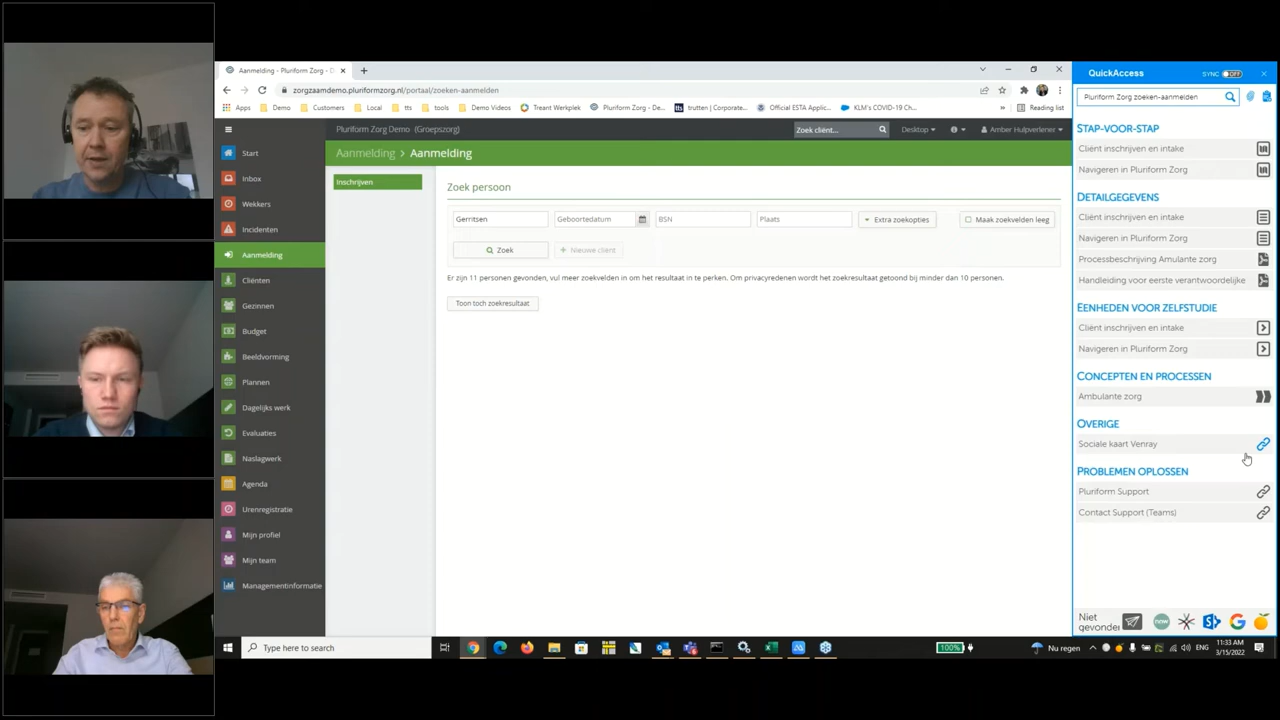 Aanmelding - Pluriform Zorg - D
zorgzaamdemo.pluriformzorg.nl/portaal/zoeken-aanmelden
Apps Demo Customers Local tts tools Demo Videos Treant Werkplek Pluriform Zorg - De... trutten | Corporate... Official ESTA Applic... KLM's COVID-19 Ch... » Reading list
Pluriform Zorg Demo (Groepszorg) Zoek cliënt... Desktop Amber Hulpverlener
Aanmelding > Aanmelding
Start
Inbox
Wekkers
Incidenten
Aanmelding
Cliënten
Gezinnen
Budget
Beeldvorming
Plannen
Dagelijks werk
Evaluaties
Naslagwerk
Agenda
Urenregistratie
Mijn profiel
Mijn team
Managementinformatie
Inschrijven
Zoek persoon
Gerritsen Geboortedatum BSN Plaats Extra zoekopties Maak zoekvelden leeg
Zoek + Nieuwe cliënt
Er zijn 11 personen gevonden, vul meer zoekvelden in om het resultaat in te perken. Om privacyredenen wordt het zoekresultaat getoond bij minder dan 10 personen.
Toon toch zoekresultaat
QuickAccess SYNC OFF
Pluriform Zorg zoeken-aanmelden
STAP-VOOR-STAP
Cliënt inschrijven en intake
Navigeren in Pluriform Zorg
DETAILGEGEVENS
Cliënt inschrijven en intake
Navigeren in Pluriform Zorg
Procesbeschrijving Amulante zorg
Handleiding voor eerste verantwoordelijke
EENHEDEN VOOR ZELFSTUDIE
Cliënt inschrijven en intake
Navigeren in Pluriform Zorg
CONCEPTEN EN PROCESSEN
Ambulante zorg
OVERIGE
Sociale kaart Venray
PROBLEMEN OPLOSSEN
Pluriform Support
Contact Support (Teams)
Niet
gevonden
Type here to search
100%
Nu regen
ENG
11:33 AM
3/15/2022